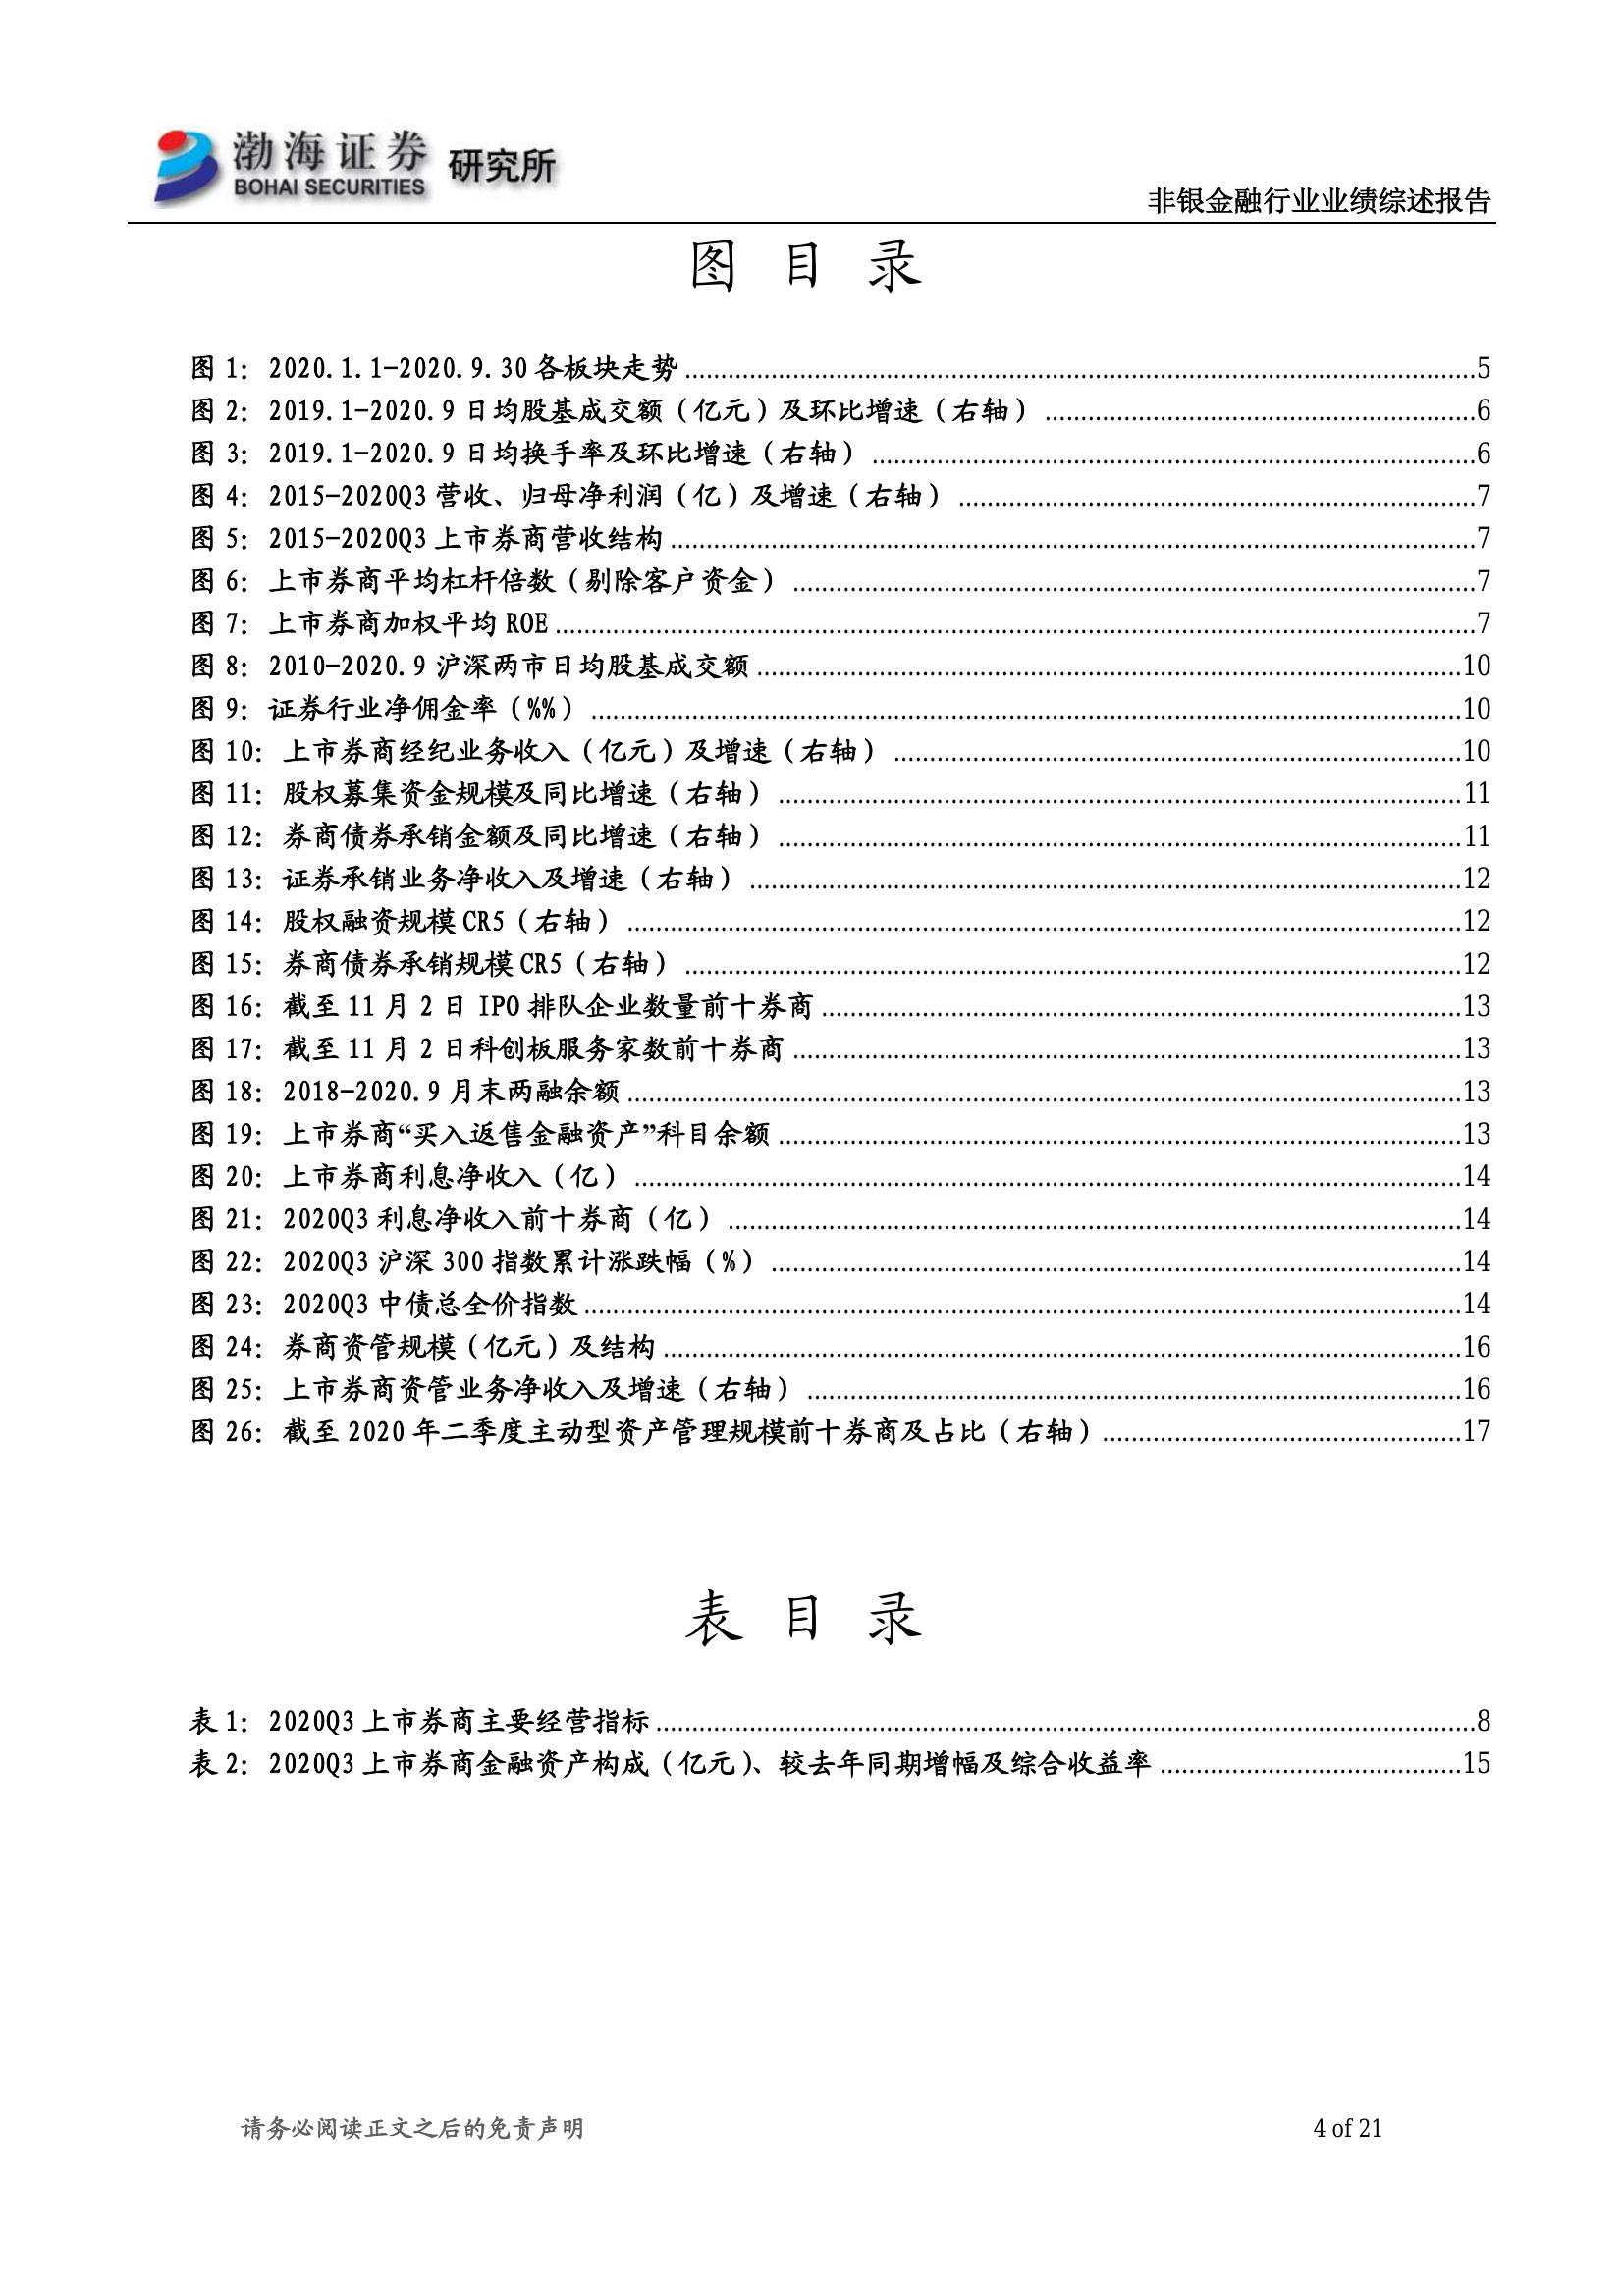 渤海证券
BOHAI SECURITIES
研究所
非银金融行业业绩综述报告
图 目 录
图 1：2020.1.1-2020.9.30 各板块走势 5
图 2：2019.1-2020.9 日均股基成交额（亿元）及环比增速（右轴） 6
图 3：2019.1-2020.9 日均换手率及环比增速（右轴） 6
图 4：2015-2020Q3 营收、归母净利润（亿）及增速（右轴） 7
图 5：2015-2020Q3 上市券商营收结构 7
图 6：上市券商平均杠杆倍数（剔除客户资金） 7
图 7：上市券商加权平均 ROE 7
图 8：2010-2020.9 沪深两市日均股基成交额 10
图 9：证券行业净佣金率（%%） 10
图 10：上市券商经纪业务收入（亿元）及增速（右轴） 10
图 11：股权募集资金规模及同比增速（右轴） 11
图 12：券商债券承销金额及同比增速（右轴） 11
图 13：证券承销业务净收入及增速（右轴） 12
图 14：股权融资规模 CR5（右轴） 12
图 15：券商债券承销规模 CR5（右轴） 12
图 16：截至 11 月 2 日 IPO 排队企业数量前十券商 13
图 17：截至 11 月 2 日科创板服务家数前十券商 13
图 18：2018-2020.9 月末两融余额 13
图 19：上市券商“买入返售金融资产”科目余额 13
图 20：上市券商利息净收入（亿） 14
图 21：2020Q3 利息净收入前十券商（亿） 14
图 22：2020Q3 沪深 300 指数累计涨跌幅（%） 14
图 23：2020Q3 中债总全价指数 14
图 24：券商资管规模（亿元）及结构 16
图 25：上市券商资管业务净收入及增速（右轴） 16
图 26：截至 2020 年二季度主动型资产管理规模前十券商及占比（右轴） 17
表 目 录
表 1：2020Q3 上市券商主要经营指标 8
表 2：2020Q3 上市券商金融资产构成（亿元）、较去年同期增幅及综合收益率 15
请务必阅读正文之后的免责声明
4 of 21